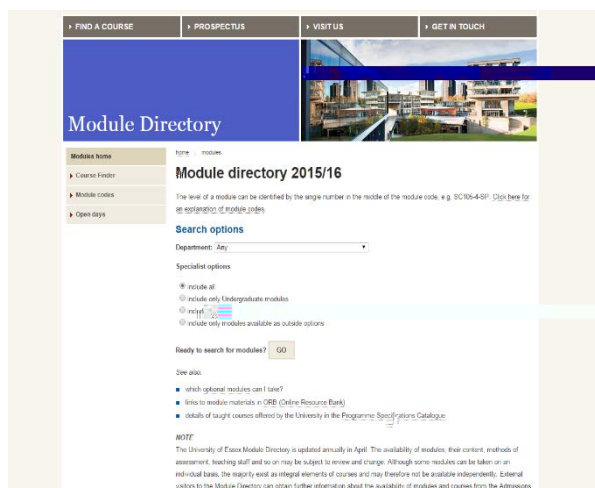 FIND A COURSE
PROSPECTUS
VISIT US
GET IN TOUCH
Module Directory
Modules home
Course Finder
Module codes
Open days
home modules
Module directory 2015/16
The level of a module can be identified by the single number in the middle of the module code, e.g. SC105-4-SP. Click here for
an explanation of module codes.
Search options
Department: Any
Specialist options
include all
include only Undergraduate modules
include only modules available as outside options
Ready to search for modules? GO
See also:
which optional modules can I take?
links to module materials in ORB (Online Resource Bank)
details of taught courses offered by the University in the Programme Specifications Catalogue
NOTE
The University of Essex Module Directory is updated annually in April. The availability of modules, their content, methods of
assessment, teaching staff and so on may be subject to review and change. Although some modules can be taken on an
individual basis, the majority exist as integral elements of courses and may therefore not be available independently. External
visitors to the Module Directory can obtain further information about the availability of modules and courses from the Admissions